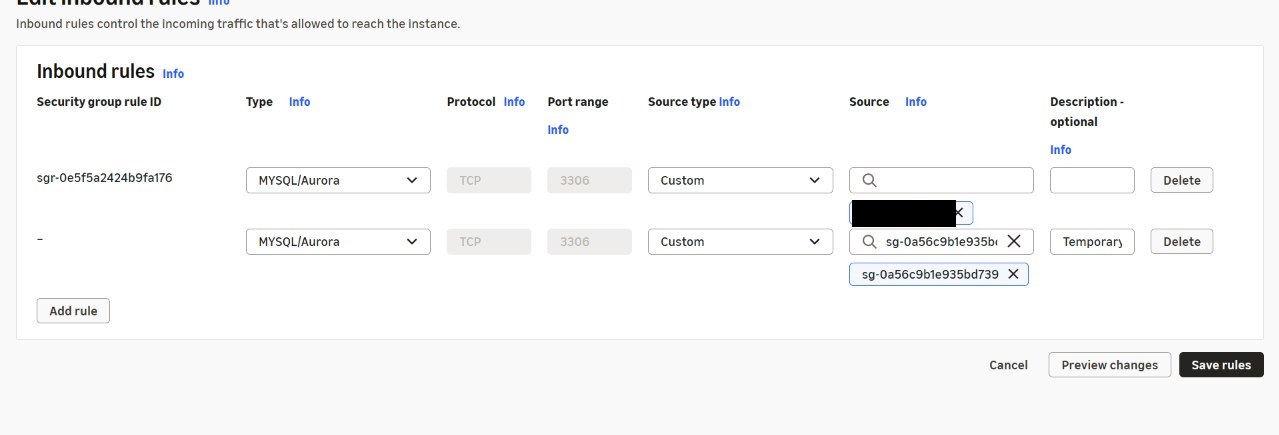 Edit inbound rules Info
Inbound rules control the incoming traffic that's allowed to reach the instance.
Inbound rules Info
Security group rule ID
Type Info
Protocol Info
Port range
Info
Source type Info
Source Info
Description -
optional
Info
sgr-0e5f5a2424b9fa176
MYSQL/Aurora
TCP
3306
Custom
Delete
–
MYSQL/Aurora
TCP
3306
Custom
sg-0a56c9b1e935b
Temporary
Delete
sg-0a56c9b1e935bd739
Add rule
Cancel
Preview changes
Save rules